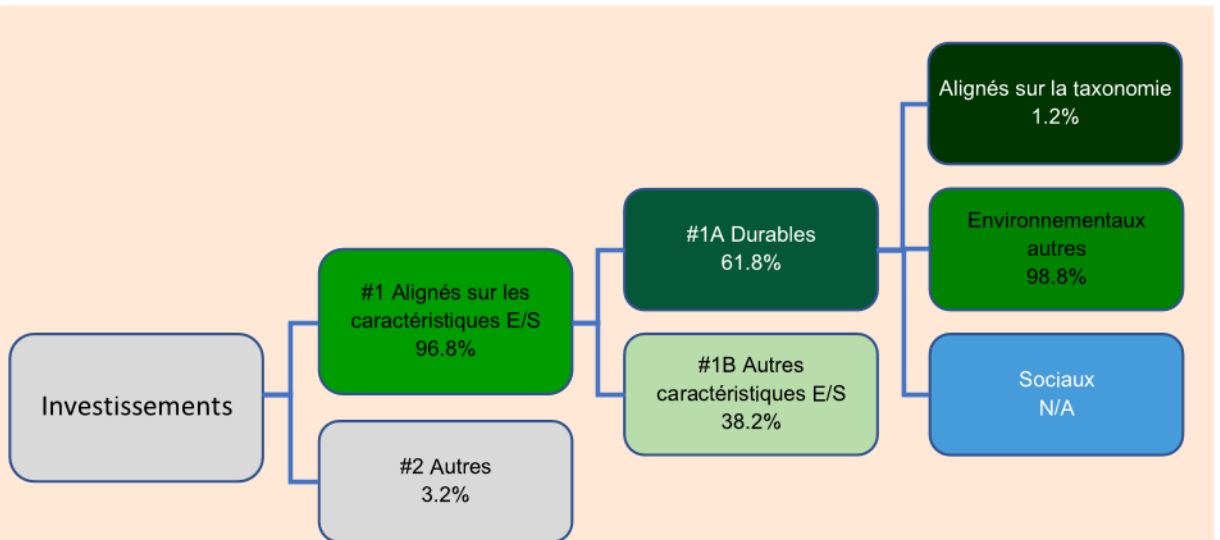 Investissements
#1 Alignés sur les
caractéristiques E/S
96.8%
#2 Autres
3.2%
#1A Durables
61.8%
#1B Autres
caractéristiques E/S
38.2%
Alignés sur la taxonomie
1.2%
Environnementaux
autres
98.8%
Sociaux
N/A